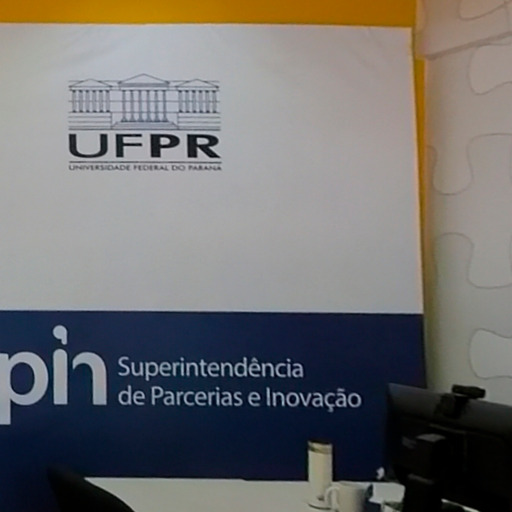 UFPR
UNIVERSIDADE FEDERAL DO PARANÁ
pin
Superintendência
de Parcerias e Inovação